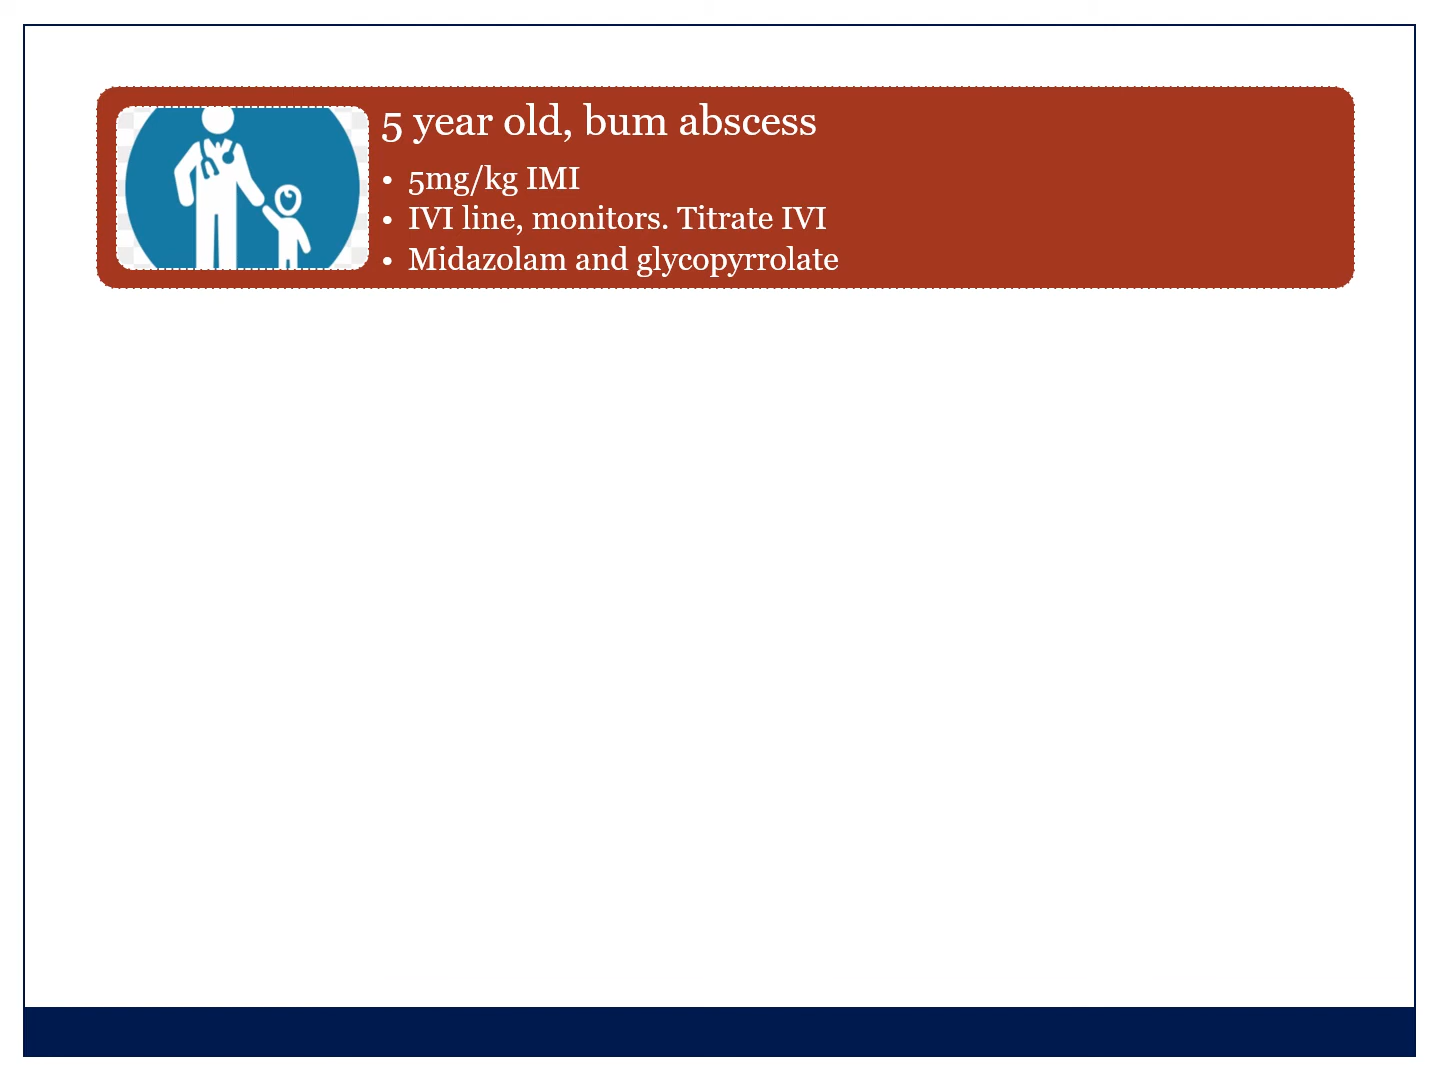 5 year old, bum abscess
• 5mg/kg IMI
• IVI line, monitors. Titrate IVI
• Midazolam and glycopyrrolate